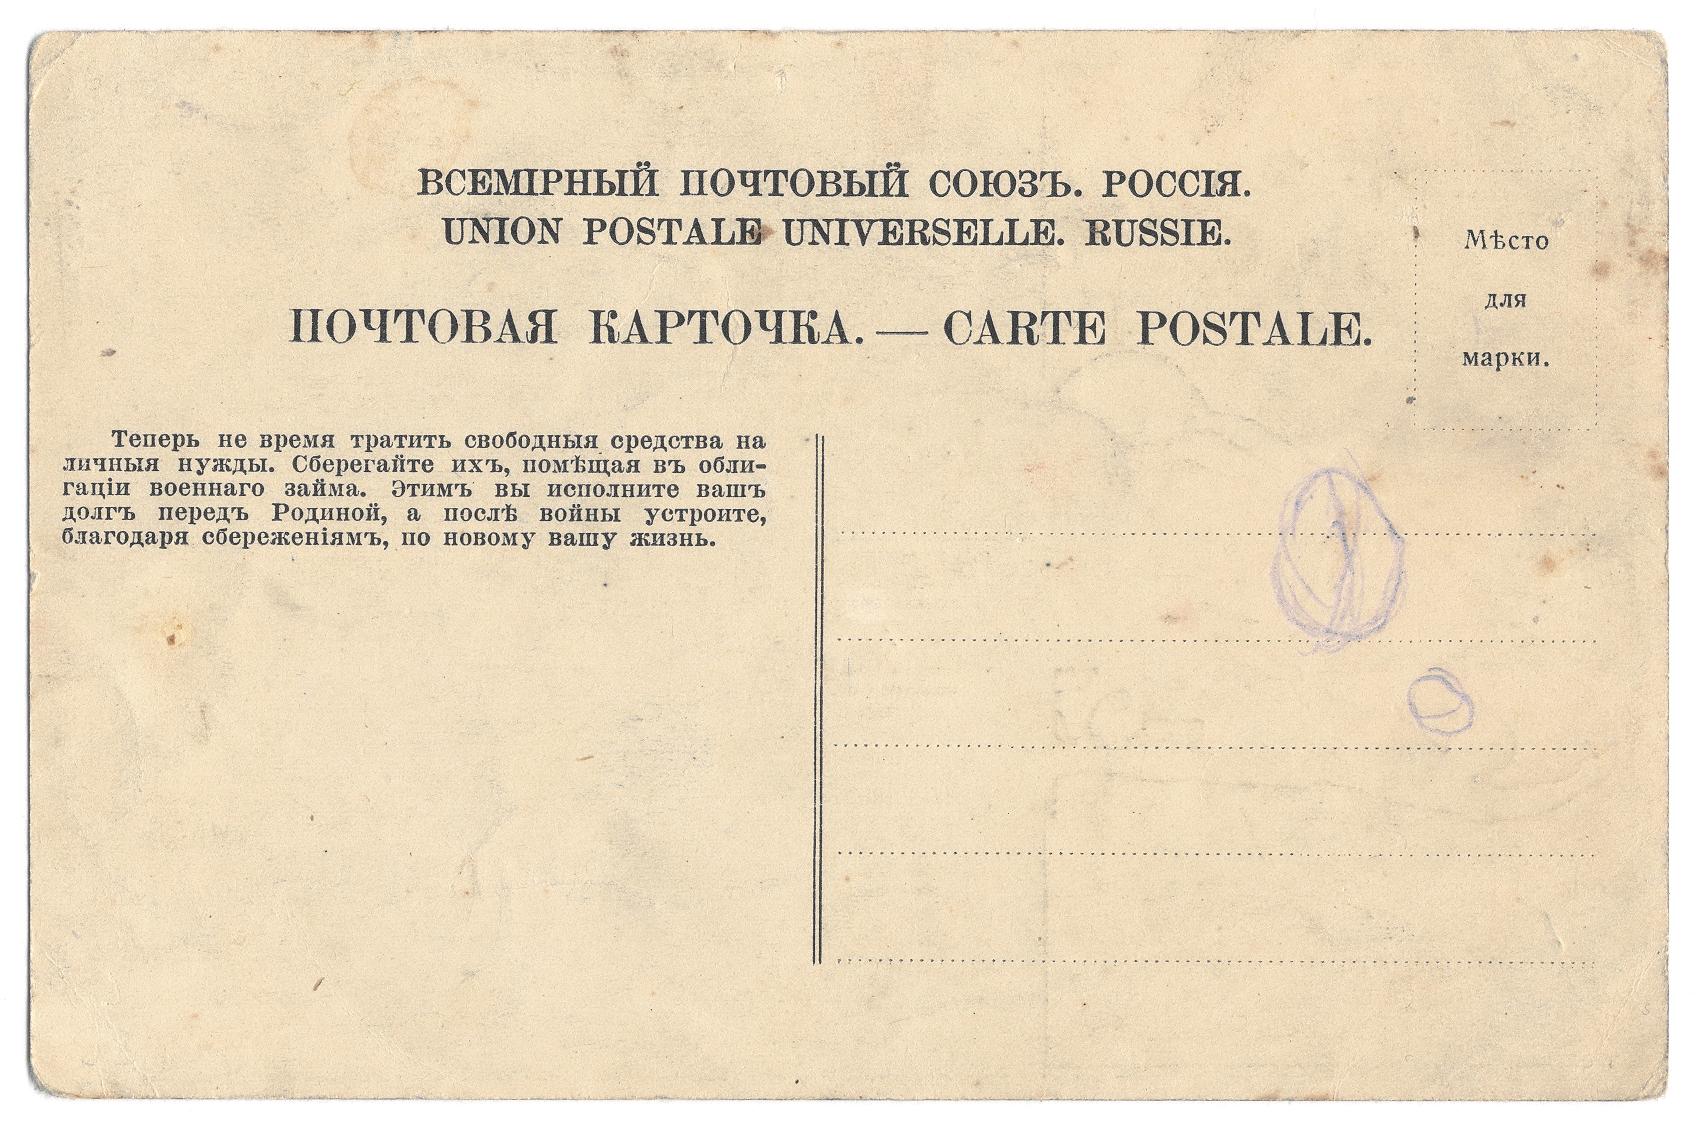 ВСЕМІРНЫЙ ПОЧТОВЫЙ СОЮЗЪ. РОССІЯ.
UNION POSTALE UNIVERSELLE. RUSSIE.
ПОЧТОВАЯ КАРТОЧКА. — CARTE POSTALE.
Мѣсто
для
марки.
Теперь не время тратить свободныя средства на
личныя нужды. Сберегайте ихъ, помѣщая въ обли-
гаціи военнаго займа. Этимъ вы исполните вашъ
долгъ передъ Родиной, а послѣ войны устроите,
благодаря сбереженіямъ, по новому вашу жизнь.